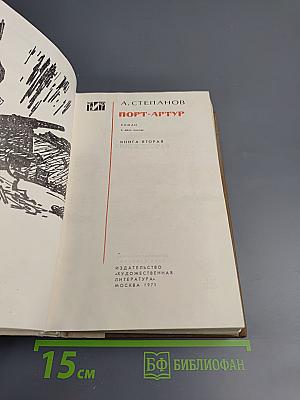 А. СТЕПАНОВ
ПОРТ-АРТУР
РОМАН
КНИГА ВТОРАЯ
ИЗДАТЕЛЬСТВО
«ХУДОЖЕСТВЕННАЯ
ЛИТЕРАТУРА»
МОСКВА 1971
15 см
БФ БИБЛИОФАН